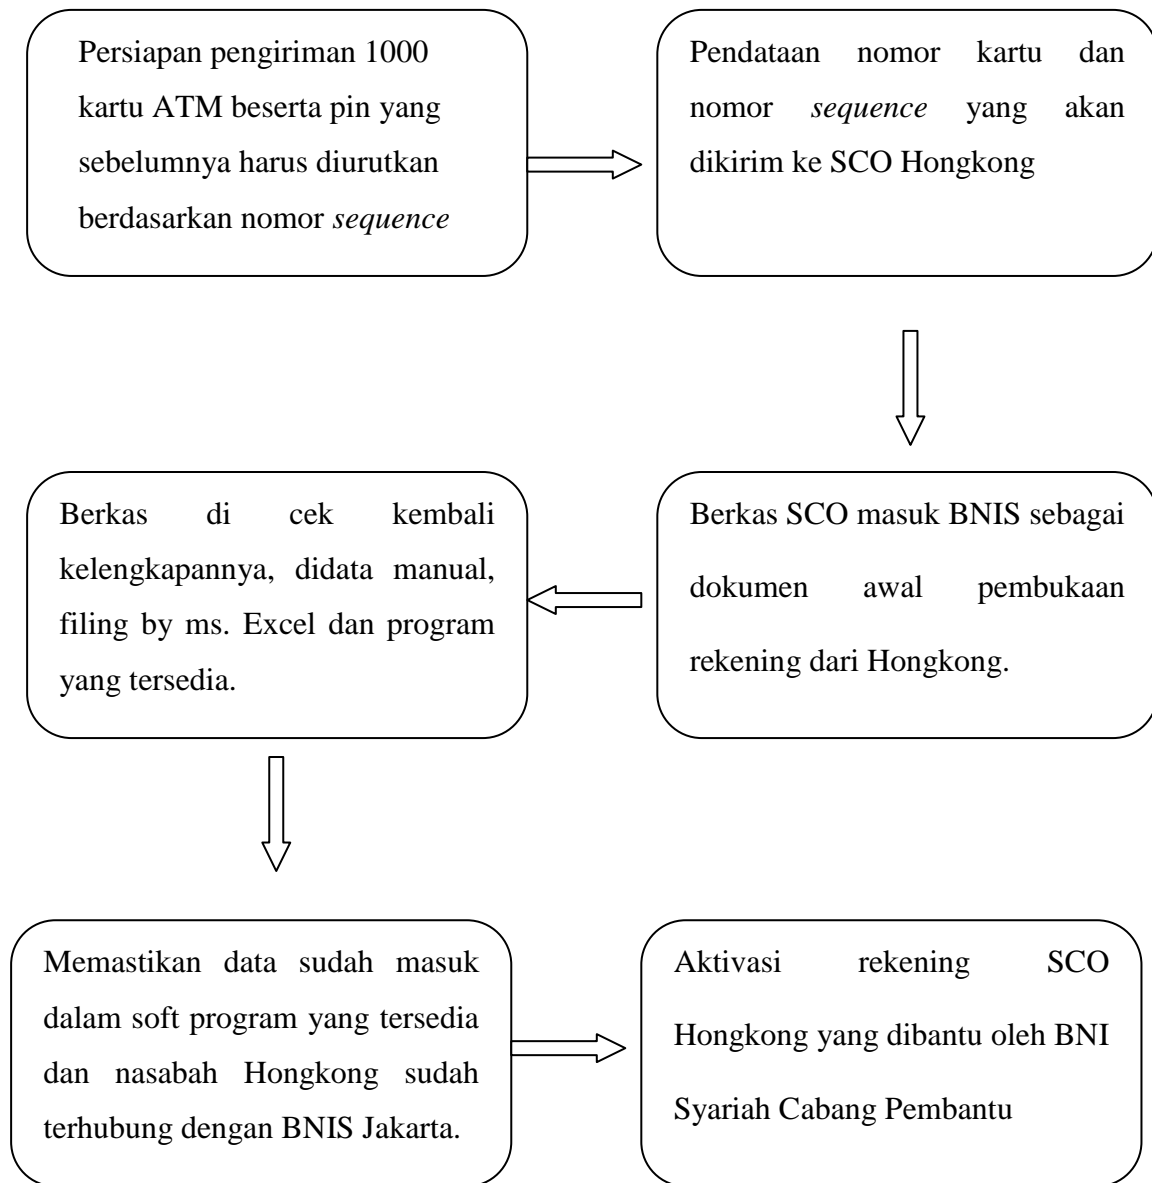 Persiapan pengiriman 1000
kartu ATM beserta pin yang
sebelumnya harus diurutkan
berdasarkan nomor sequence
Pendataan nomor kartu dan
nomor sequence yang akan
dikirim ke SCO Hongkong
Berkas SCO masuk BNIS sebagai
dokumen awal pembukaan
rekening dari Hongkong.
Berkas di cek kembali
kelengkapannya, didata manual,
filing by ms. Excel dan program
yang tersedia.
Memastikan data sudah masuk
dalam soft program yang tersedia
dan nasabah Hongkong sudah
terhubung dengan BNIS Jakarta.
Aktivasi rekening SCO
Hongkong yang dibantu oleh BNI
Syariah Cabang Pembantu